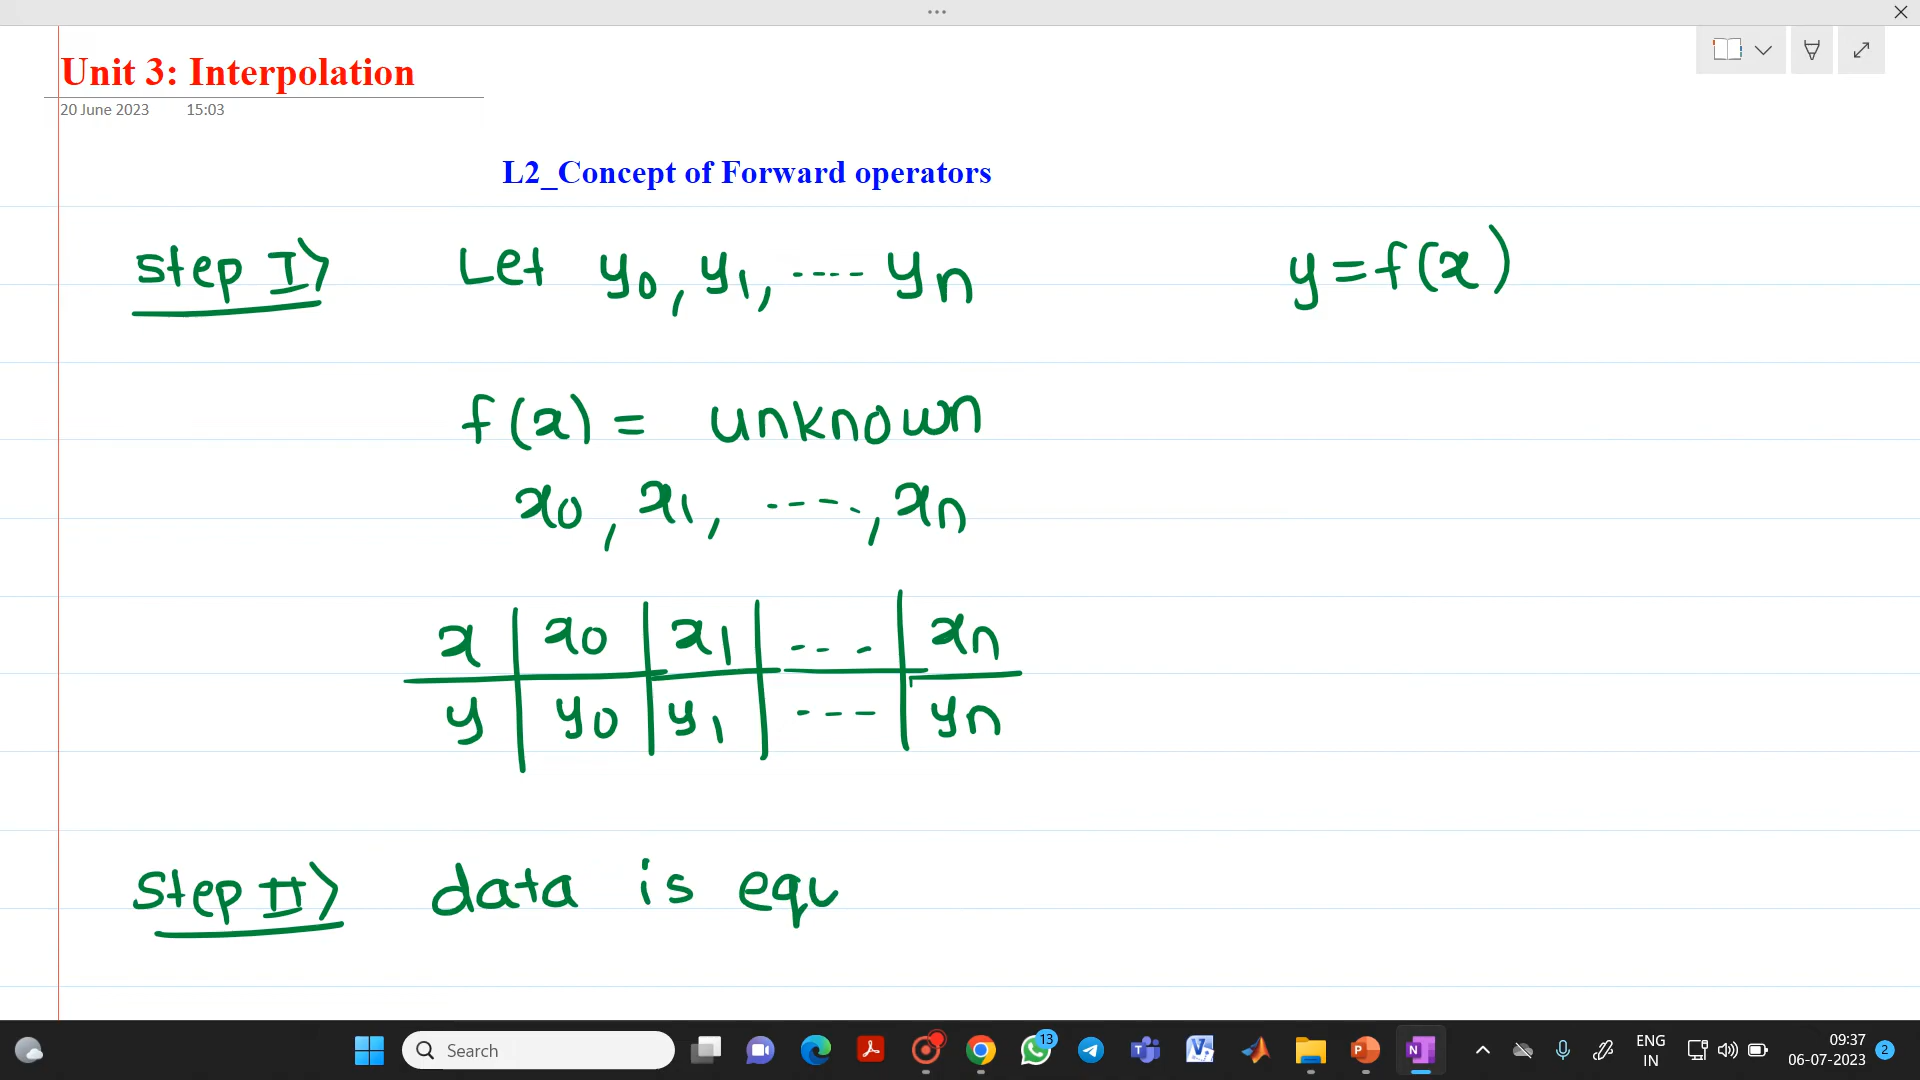 Unit 3: Interpolation
20 June 2023 15:03
L2_Concept of Forward operators
step I> Let y0, y1, ---- yn y=f(x)
f(x) = unknown
x0, x1, ----, xn
x | x0 | x1 | --- | xn
y | y0 | y1 | --- | yn
step II> data is equ
Search
13
ENG
IN
09:37
06-07-2023
2